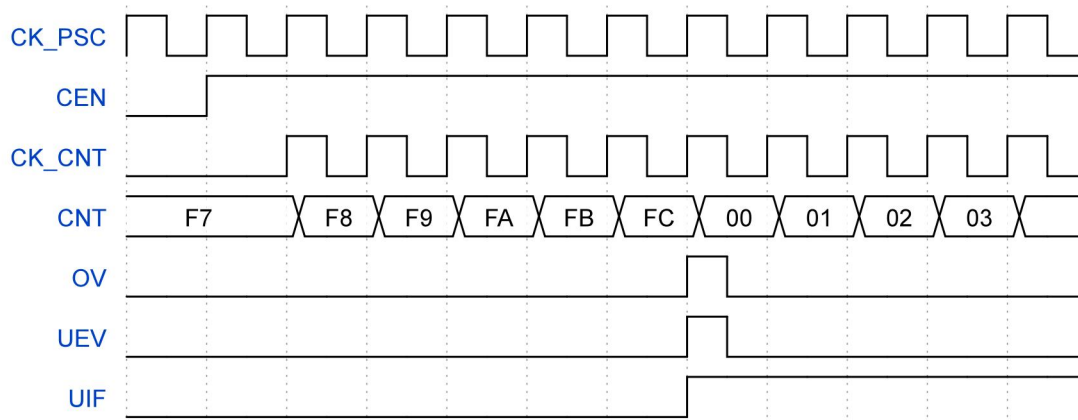 CK_PSC
CEN
CK_CNT
CNT F7 F8 F9 FA FB FC 00 01 02 03
OV
UEV
UIF